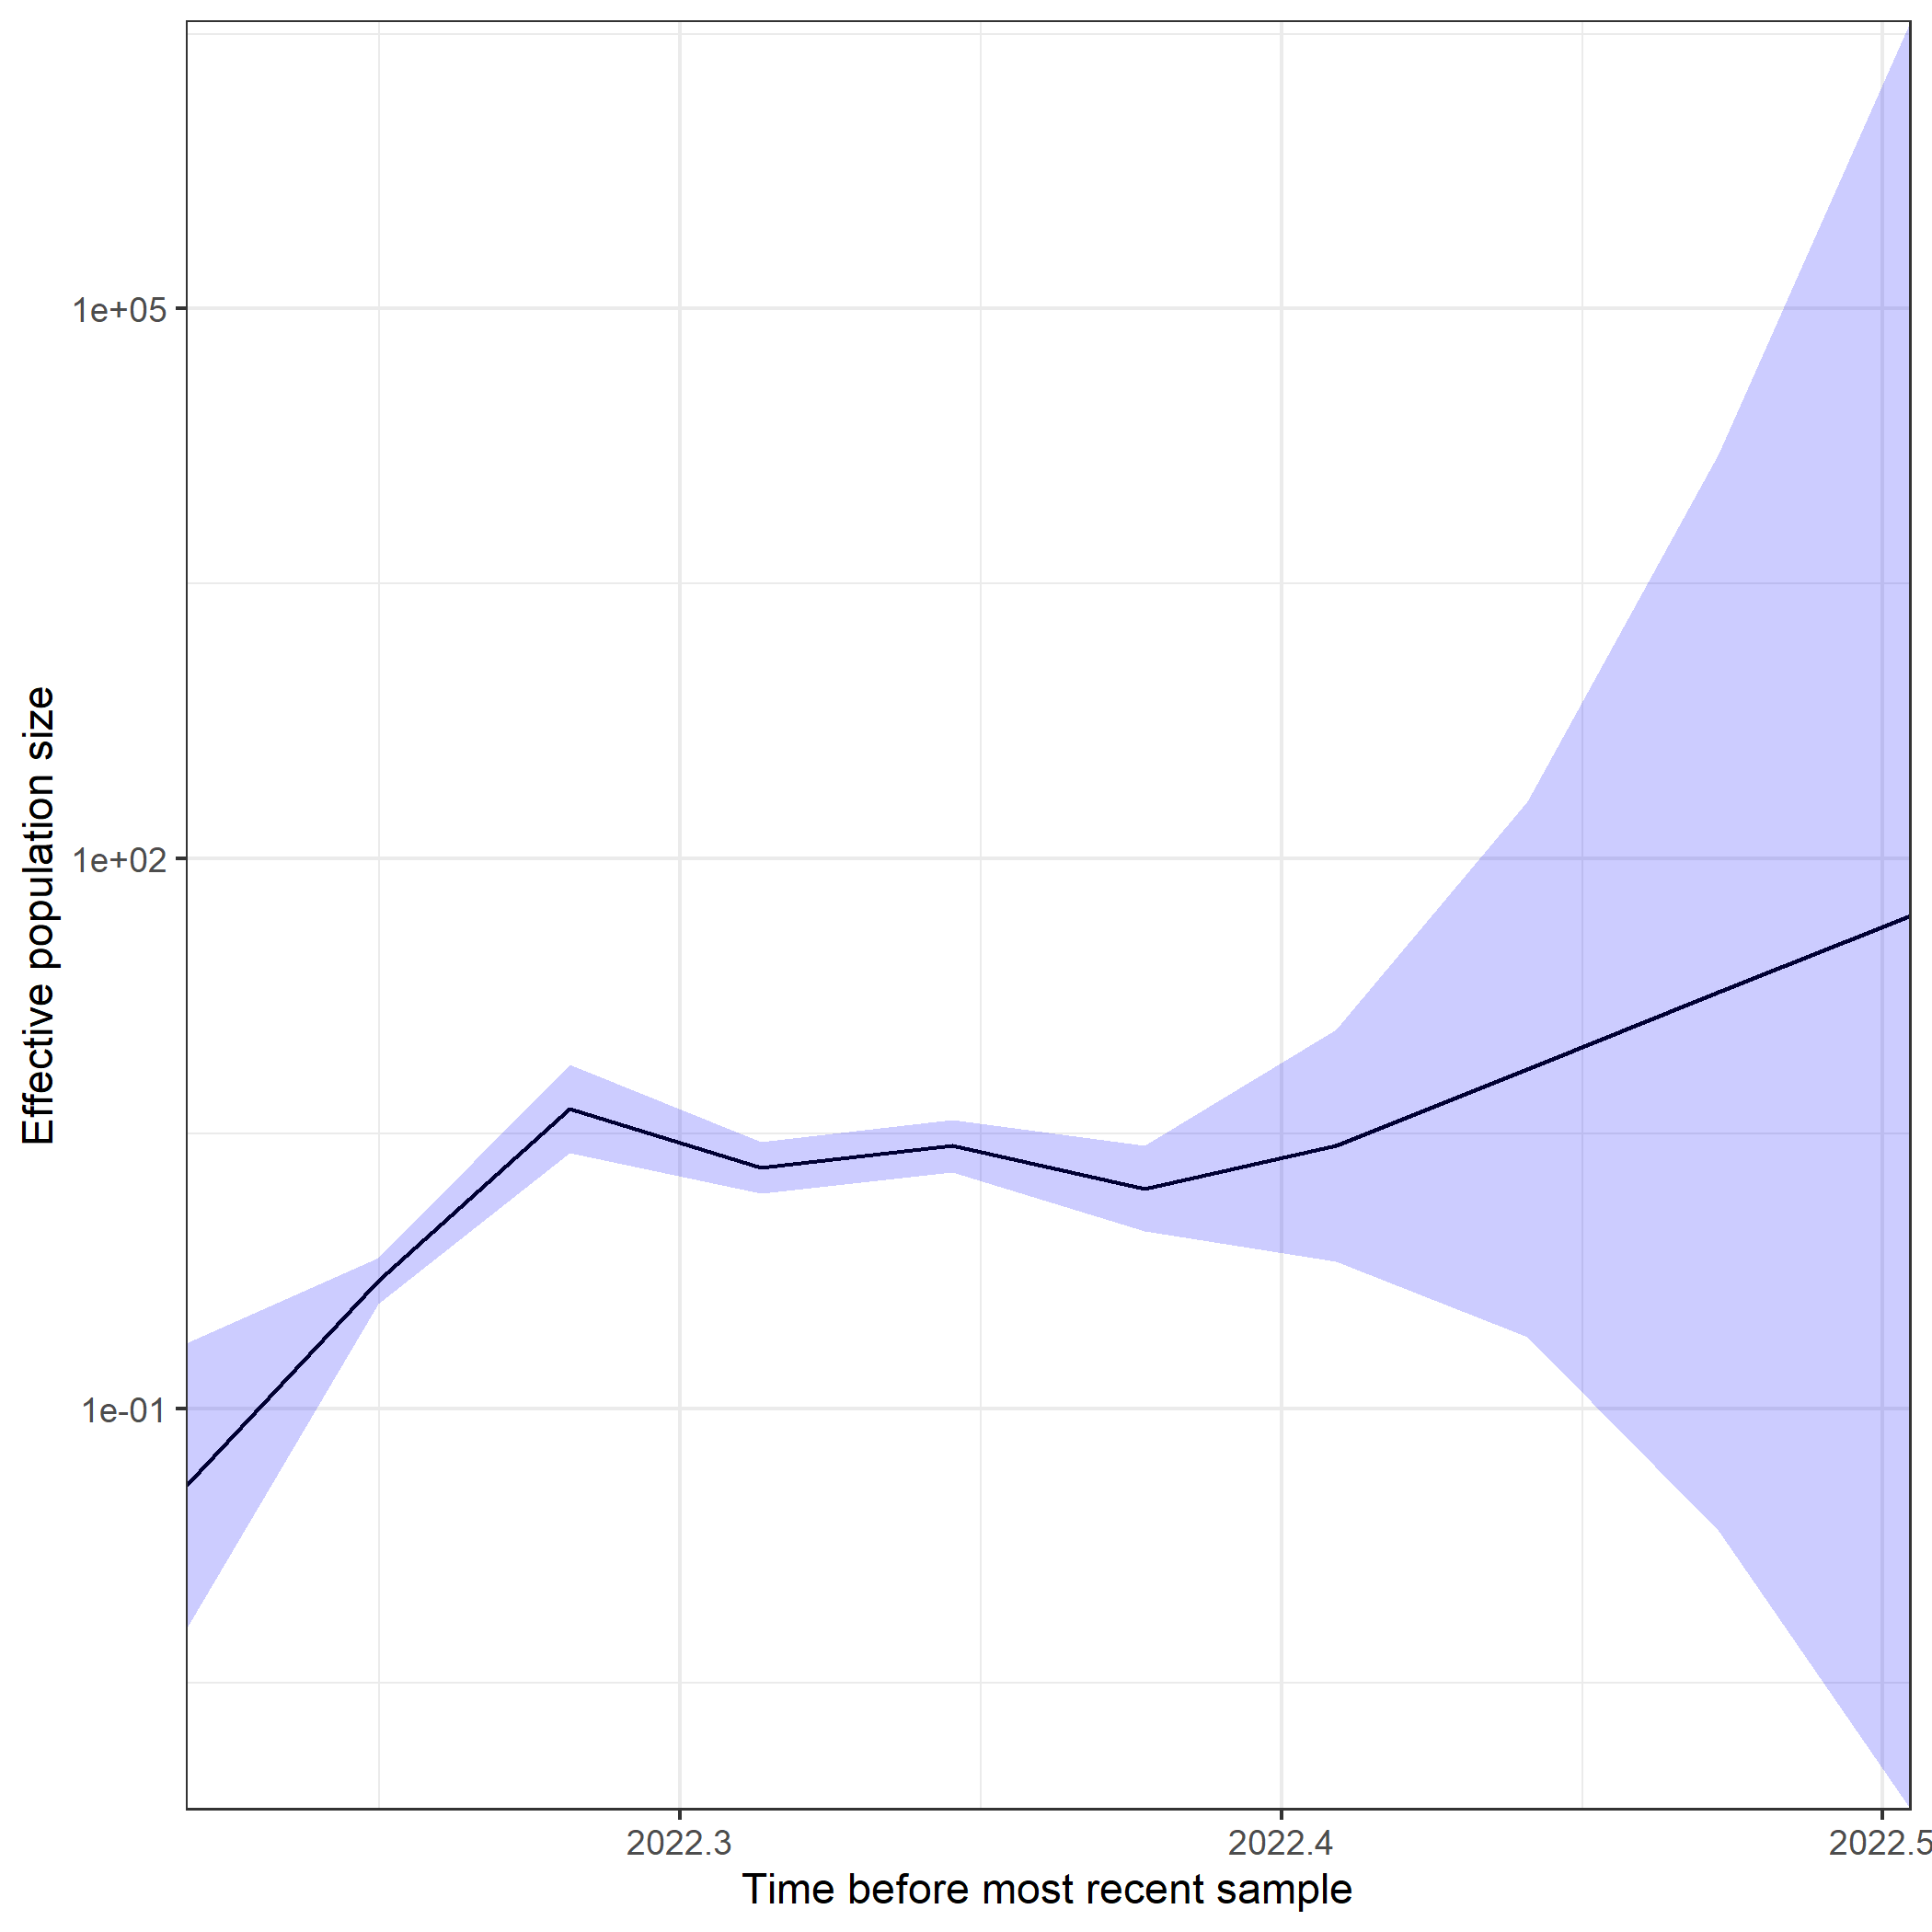 Effective population size
1e+05
1e+02
1e-01
2022.3
2022.4
2022.5
Time before most recent sample